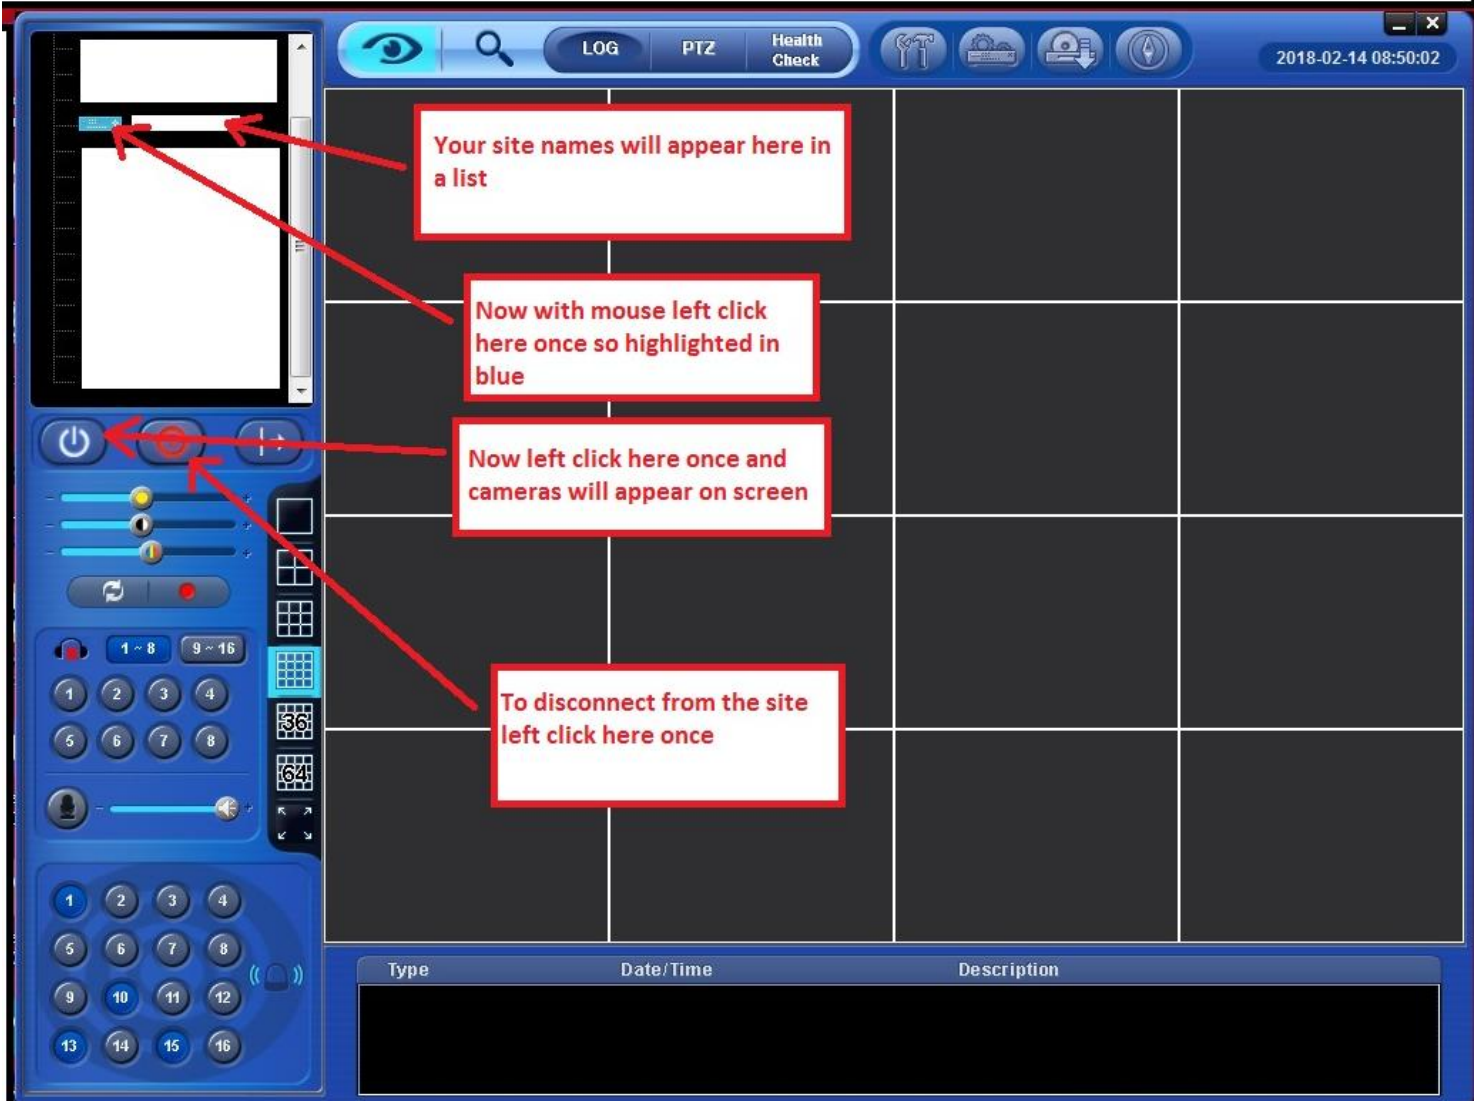 LOG PTZ Health Check
2018-02-14 08:50:02
Your site names will appear here in
a list
Now with mouse left click
here once so highlighted in
blue
Now left click here once and
cameras will appear on screen
To disconnect from the site
left click here once
- +
- +
- +
1 ~ 8 9 ~ 16
1 2 3 4
5 6 7 8
36
64
- +
1 2 3 4
5 6 7 8
9 10 11 12
13 14 15 16
Type Date/Time Description